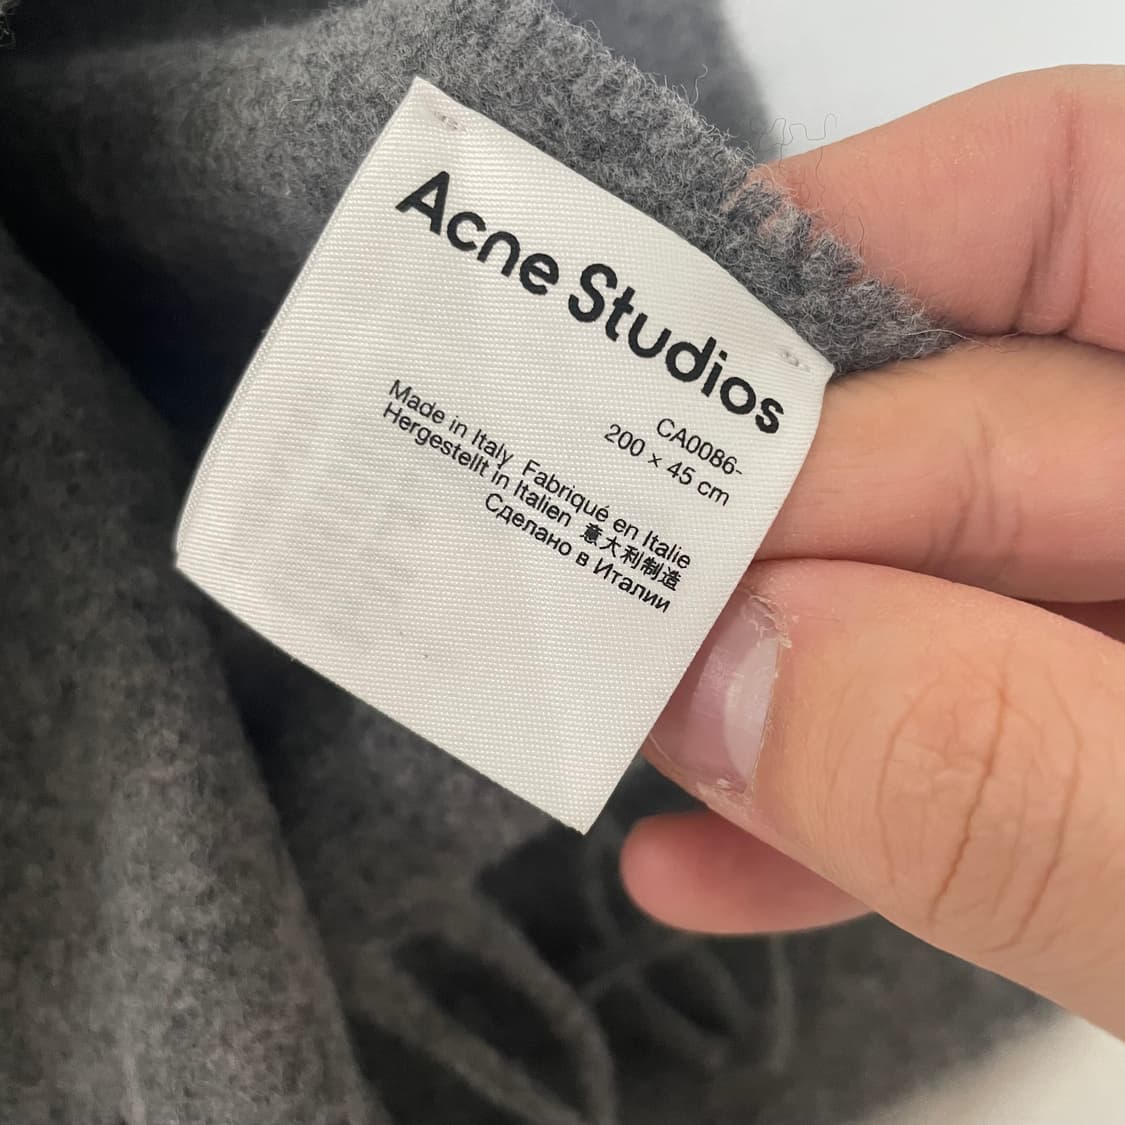 Acne Studios
CA00B6-
200 × 45 cm
Made in Italy Fabriqué en Italie
Hergestellt in Italien 意大利制造
Сделано в Италии